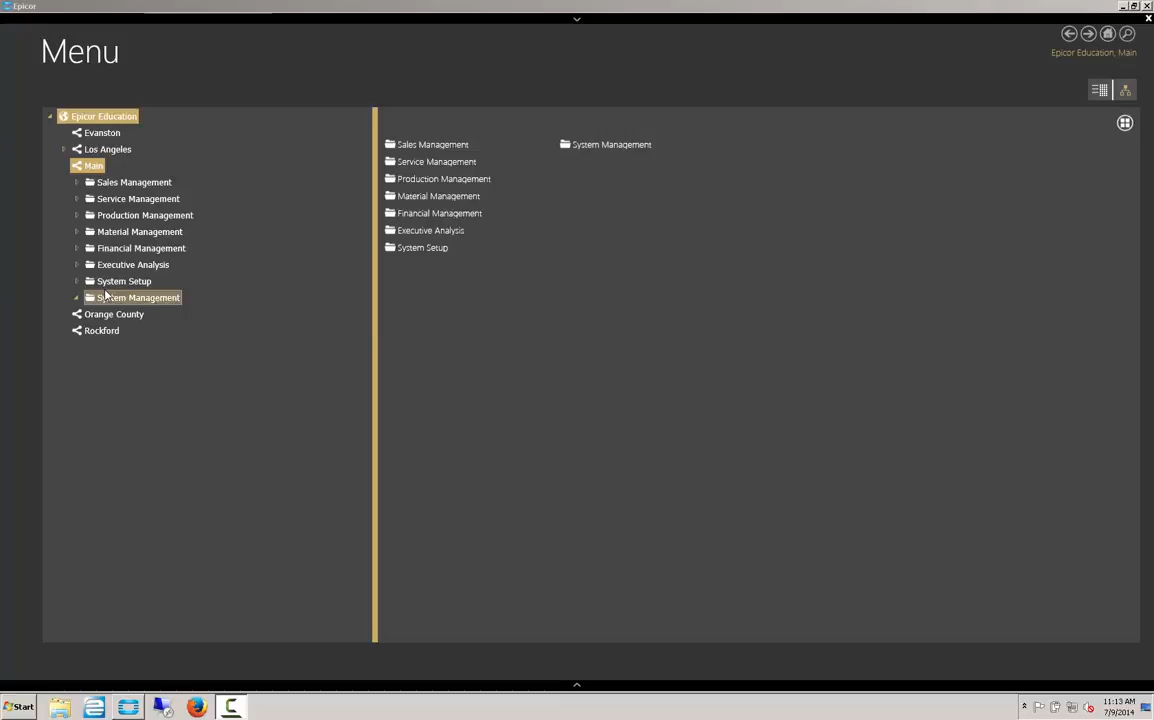 Epicor
Menu
Epicor Education, Main
Epicor Education
Evanston
Los Angeles
Main
Sales Management
Service Management
Production Management
Material Management
Financial Management
Executive Analysis
System Setup
System Management
Orange County
Rockford
Sales Management
Service Management
Production Management
Material Management
Financial Management
Executive Analysis
System Setup
System Management
Start
11:13 AM
7/9/2014